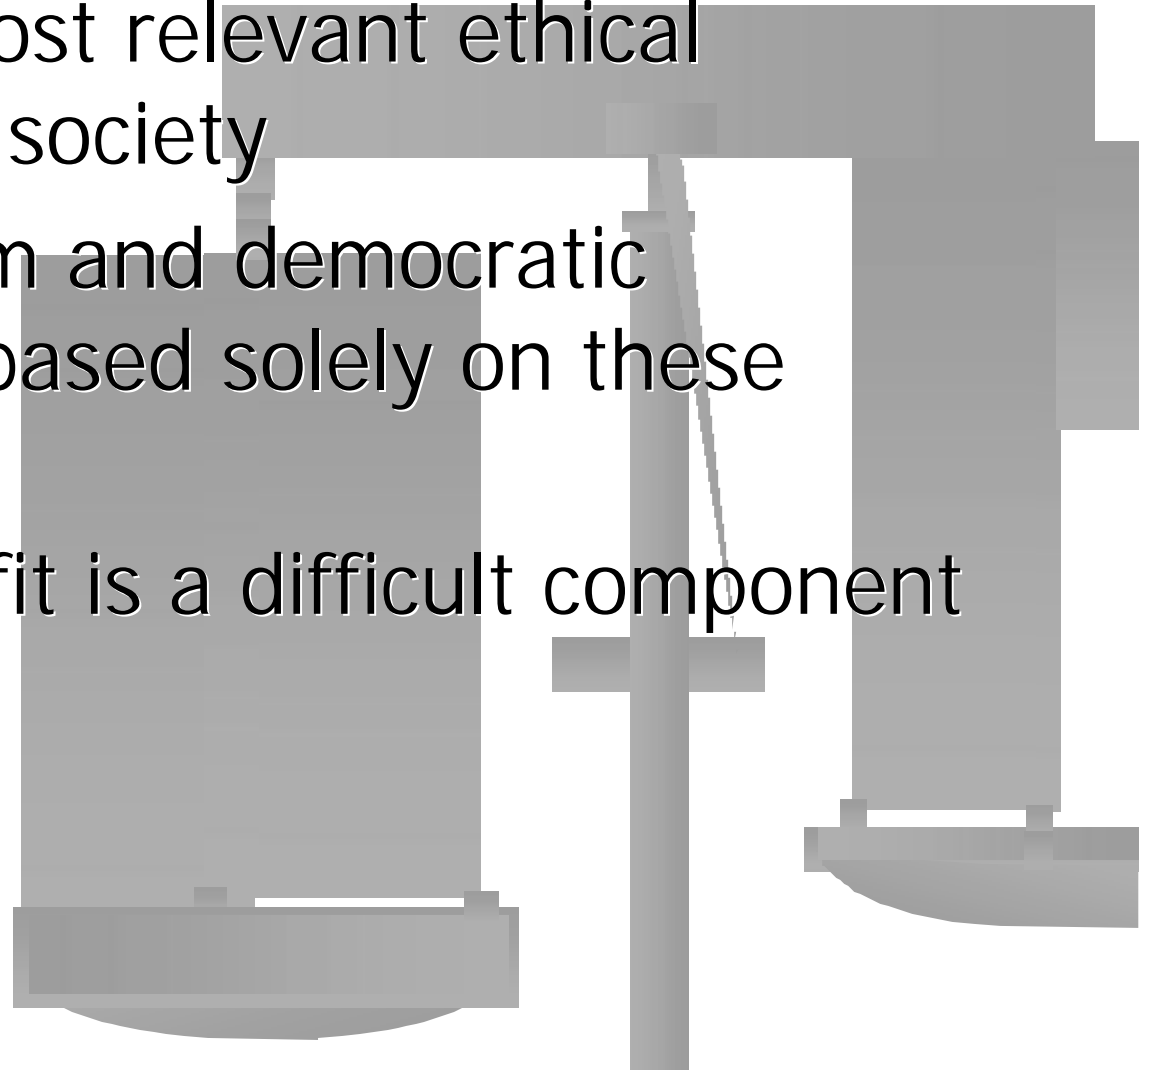 ost relevant ethical
society
m and democratic
based solely on these
fit is a difficult component